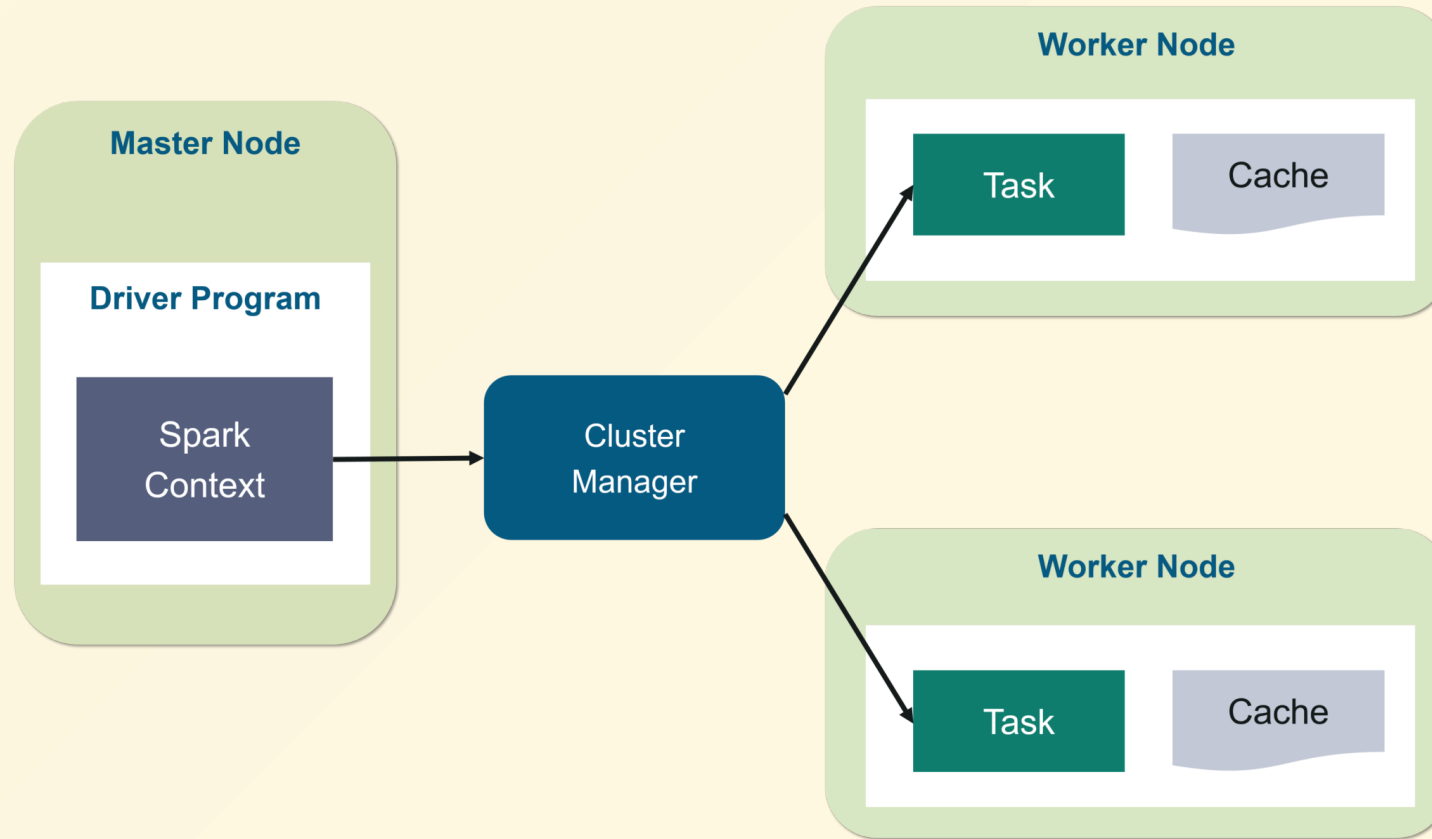 Master Node
Driver Program
Spark
Context
Cluster
Manager
Worker Node
Task
Cache
Worker Node
Task
Cache